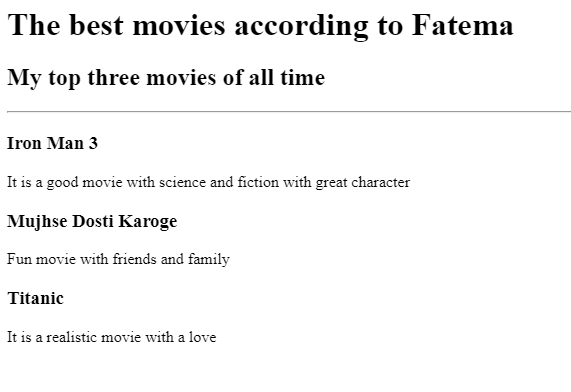 The best movies according to Fatema
My top three movies of all time
Iron Man 3
It is a good movie with science and fiction with great character
Mujhse Dosti Karoge
Fun movie with friends and family
Titanic
It is a realistic movie with a love